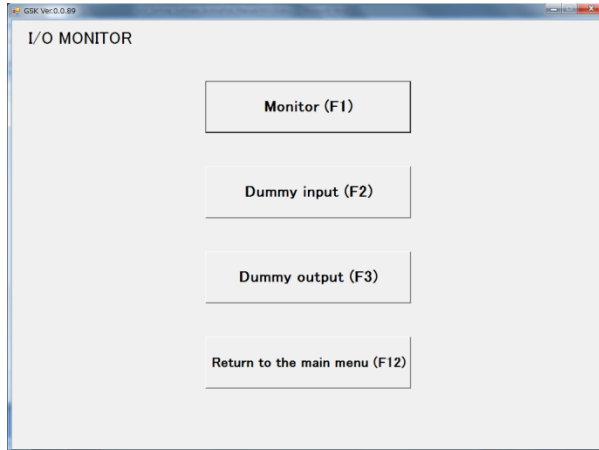 GSK Ver.0.0.89
I/O MONITOR
Monitor (F1)
Dummy input (F2)
Dummy output (F3)
Return to the main menu (F12)